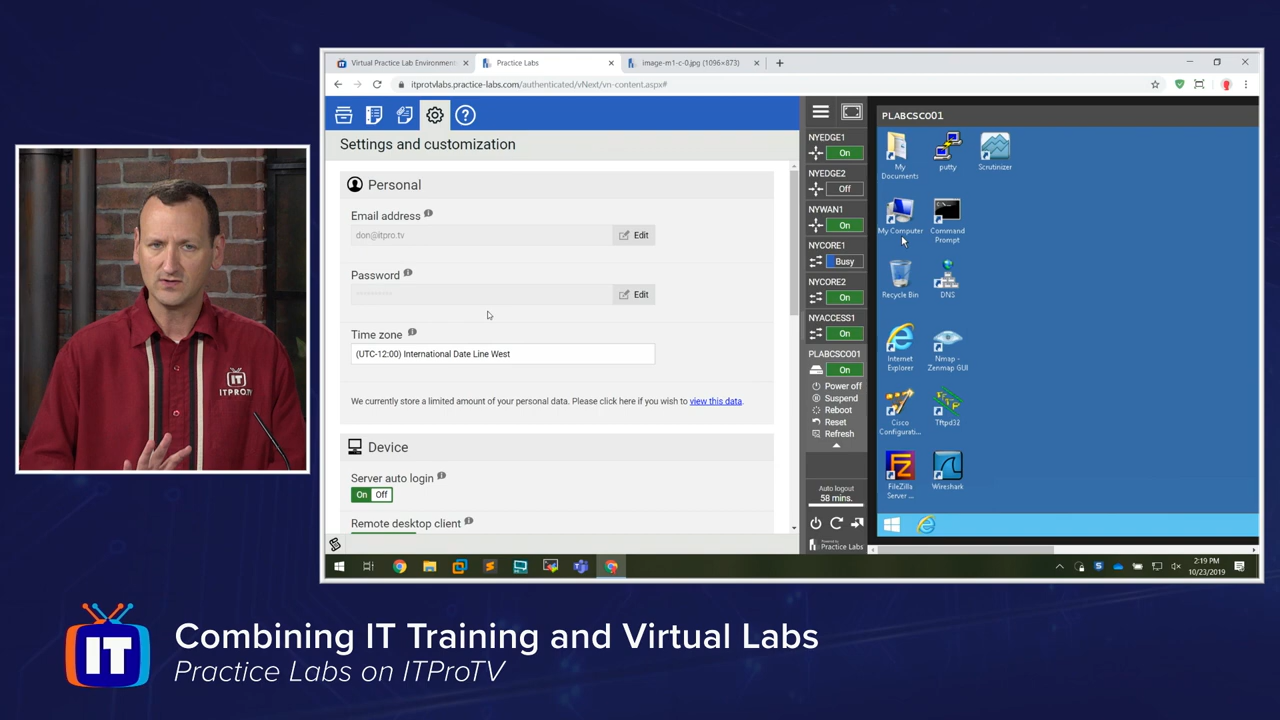 Virtual Practice Lab Environment
Practice Labs
image-m1-c-0.jpg (1096×873)
itprotvlabs.practice-labs.com/authenticated/vNext/vn-content.aspx#
Settings and customization
Personal
Email address
don@itpro.tv
Edit
Password
Edit
Time zone
(UTC-12:00) International Date Line West
We currently store a limited amount of your personal data. Please click here if you wish to view this data.
Device
Server auto login
On Off
Remote desktop client
NYEDGE1
On
NYEDGE2
Off
NYWAN1
On
NYCORE1
Busy
NYCORE2
On
NYACCESS1
On
PLABCSCO01
On
Power off
Suspend
Reboot
Reset
Refresh
Auto logout
58 mins.
Powered by
Practice Labs
PLABCSCO01
My
Documents
putty
Scrutinizer
My Computer
Command
Prompt
Recycle Bin
DNS
Internet
Explorer
Nmap -
Zenmap GUI
Cisco
Configurati...
Tftpd32
FileZilla
Server ...
Wireshark
2:19 PM
10/23/2019
IT
ITPRO.TV
IT
Combining IT Training and Virtual Labs
Practice Labs on ITProTV